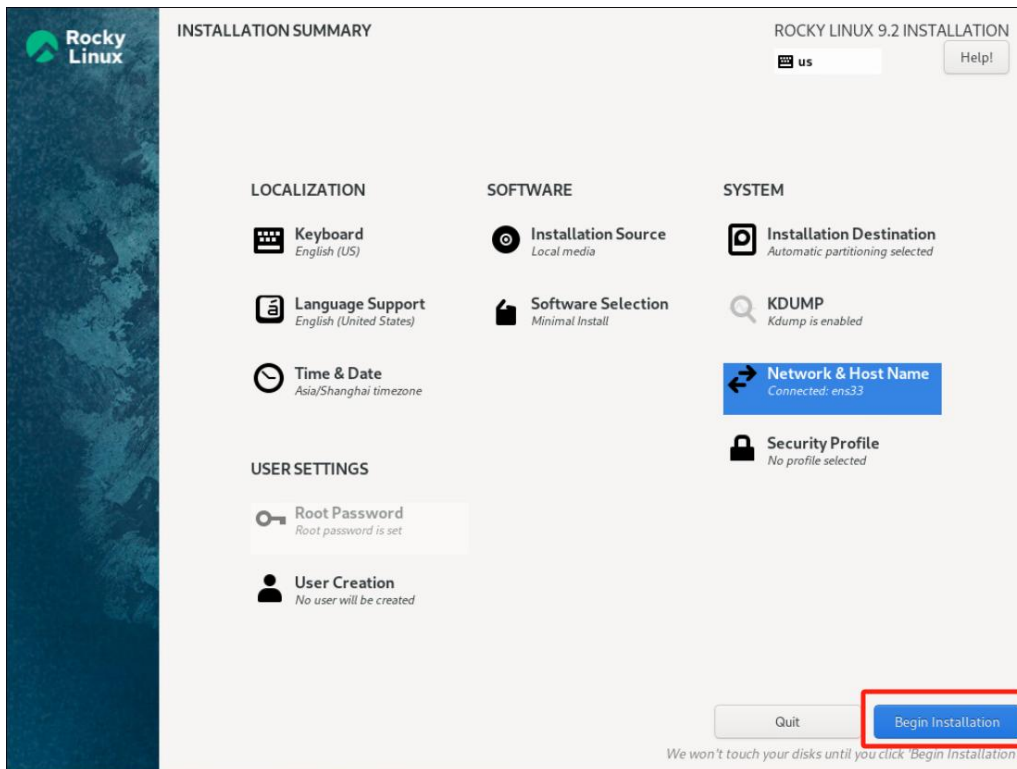 Rocky
Linux
INSTALLATION SUMMARY
ROCKY LINUX 9.2 INSTALLATION
us
Help!
LOCALIZATION
Keyboard
English (US)
Language Support
English (United States)
Time & Date
Asia/Shanghai timezone
SOFTWARE
Installation Source
Local media
Software Selection
Minimal Install
SYSTEM
Installation Destination
Automatic partitioning selected
KDUMP
Kdump is enabled
Network & Host Name
Connected: ens33
Security Profile
No profile selected
USER SETTINGS
Root Password
Root password is set
User Creation
No user will be created
Quit
Begin Installation
We won't touch your disks until you click 'Begin Installation